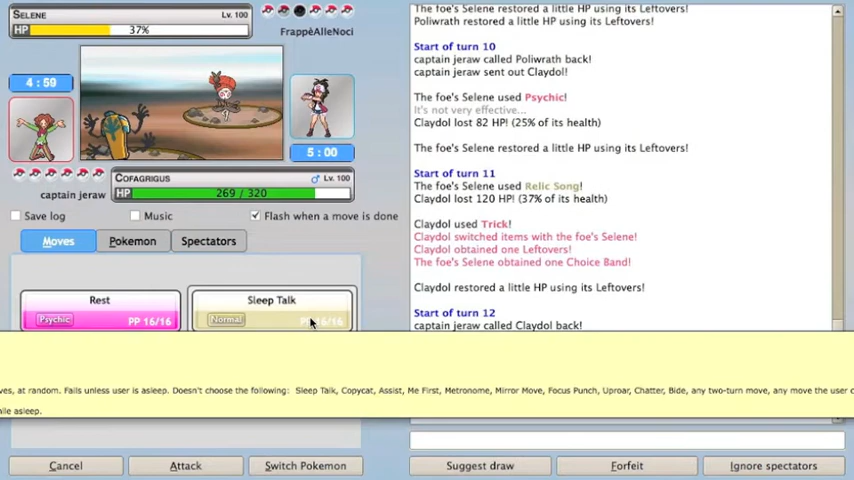 SELENE Lv. 100
HP 37%
FrappèAlleNoci
4 : 59
5 : 00
COFAGRIGUS ♂ Lv. 100
captain jeraw HP 269 / 320
Save log Music Flash when a move is done
Moves Pokemon Spectators
Rest
Psychic PP 16/16
Sleep Talk
Normal
ves, at random. Fails unless user is asleep. Doesn't choose the following: Sleep Talk, Copycat, Assist, Me First, Metronome, Mirror Move, Focus Punch, Uproar, Chatter, Bide, any two-turn move, any move the user c
ile asleep.
Cancel Attack Switch Pokemon
The foe's Selene restored a little HP using its Leftovers!
Poliwrath restored a little HP using its Leftovers!
Start of turn 10
captain jeraw called Poliwrath back!
captain jeraw sent out Claydol!
The foe's Selene used Psychic!
It's not very effective...
Claydol lost 82 HP! (25% of its health)
The foe's Selene restored a little HP using its Leftovers!
Start of turn 11
The foe's Selene used Relic Song!
Claydol lost 120 HP! (37% of its health)
Claydol used Trick!
Claydol switched items with the foe's Selene!
Claydol obtained one Leftovers!
The foe's Selene obtained one Choice Band!
Claydol restored a little HP using its Leftovers!
Start of turn 12
captain jeraw called Claydol back!
Suggest draw Forfeit Ignore spectators